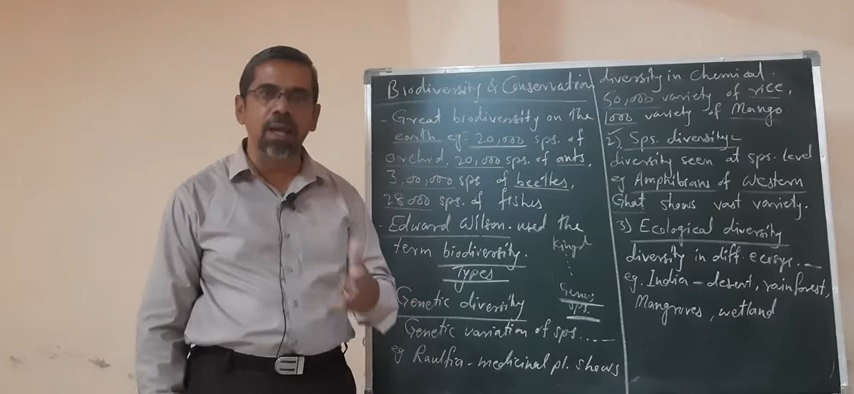 Biodiversity & Conservation
- Great biodiversity on the
earth eg:- 20,000 sps. of
orchid, 20,000 sps. of ants,
3,00,000 sps of beetles,
28000 sps. of fishes
- Edward Wilson. used the
term biodiversity.
Types
Genetic diversity
Genetic variation of sps.....
eg Raulfia - medicinal pl. shows
kingd
:
Genus
sps.
diversity in chemical.
50,000 variety of rice,
1000 variety of Mango
2) Sps. diversity -
diversity seen at sps. level
eg Amphibians of Western
Ghat shows vast variety.
3) Ecological diversity
diversity in diff. ecosys....
eg. India - desert, rainforest,
Mangroves, wetland